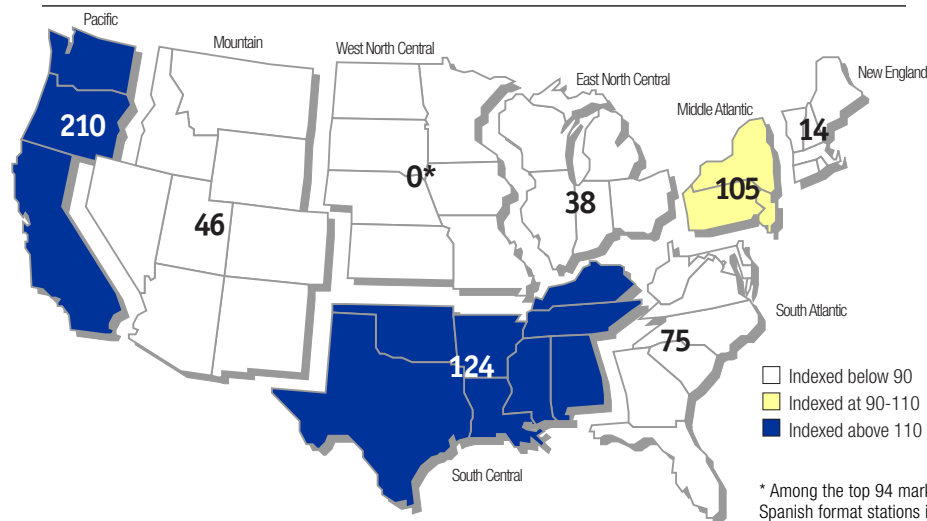 Pacific
Mountain
West North Central
East North Central
New England
Middle Atlantic
210
14
0*
105
38
46
South Atlantic
75
124
Indexed below 90
Indexed at 90-110
Indexed above 110
South Central
* Among the top 94
Spanish format stations